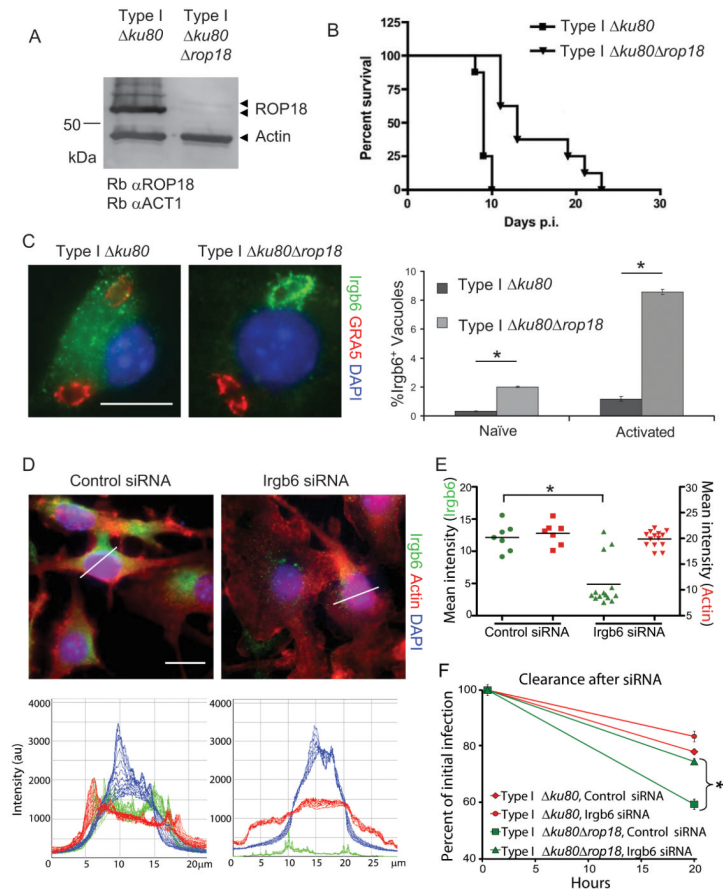 A
Type I
Δku80
Type I
Δku80
Δrop18
50
kDa
ROP18
Actin
Rb αROP18
Rb αACT1
B
Type I Δku80
Type I Δku80Δrop18
Percent survival
125
100
75
50
25
0
0
10
20
30
Days p.i.
C
Type I Δku80
Type I Δku80Δrop18
Irgb6 GRA5 DAPI
%Irgb6+ Vacuoles
10
8
6
4
2
0
Type I Δku80
Type I Δku80Δrop18
*
*
Naïve
Activated
D
Control siRNA
Irgb6 siRNA
Irgb6 Actin DAPI
Intensity (au)
4000
3000
2000
1000
0
5
10
15
20μm
4000
3000
2000
1000
0
5
10
15
20
μm
25
E
Mean intensity (Irgb6)
20
15
10
5
0
*
30
25
20
15
10
5
Mean intensity (Actin)
Control siRNA
Irgb6 siRNA
F
Clearance after siRNA
Percent of initial infection
100
80
60
40
Type I Δku80, Control siRNA
Type I Δku80, Irgb6 siRNA
Type I Δku80Δrop18, Control siRNA
Type I Δku80Δrop18, Irgb6 siRNA
*
0
5
10
15
20
Hours